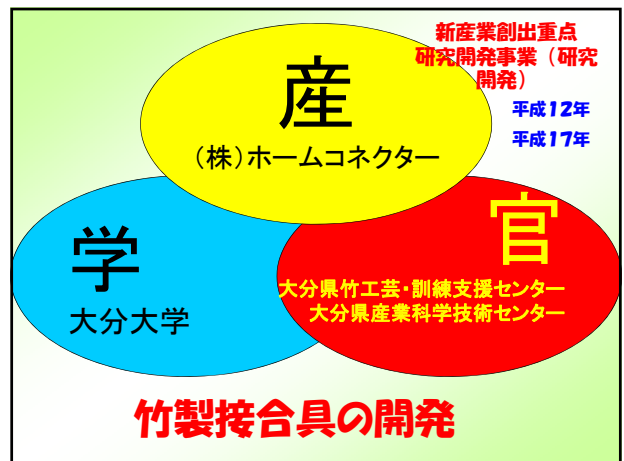 新産業創出重点
研究開発事業（研究
開発）
平成12年
平成17年
産
（株）ホームコネクター
学
大分大学
官
大分県竹工芸・訓練支援センター
大分県産業科学技術センター
竹製接合具の開発